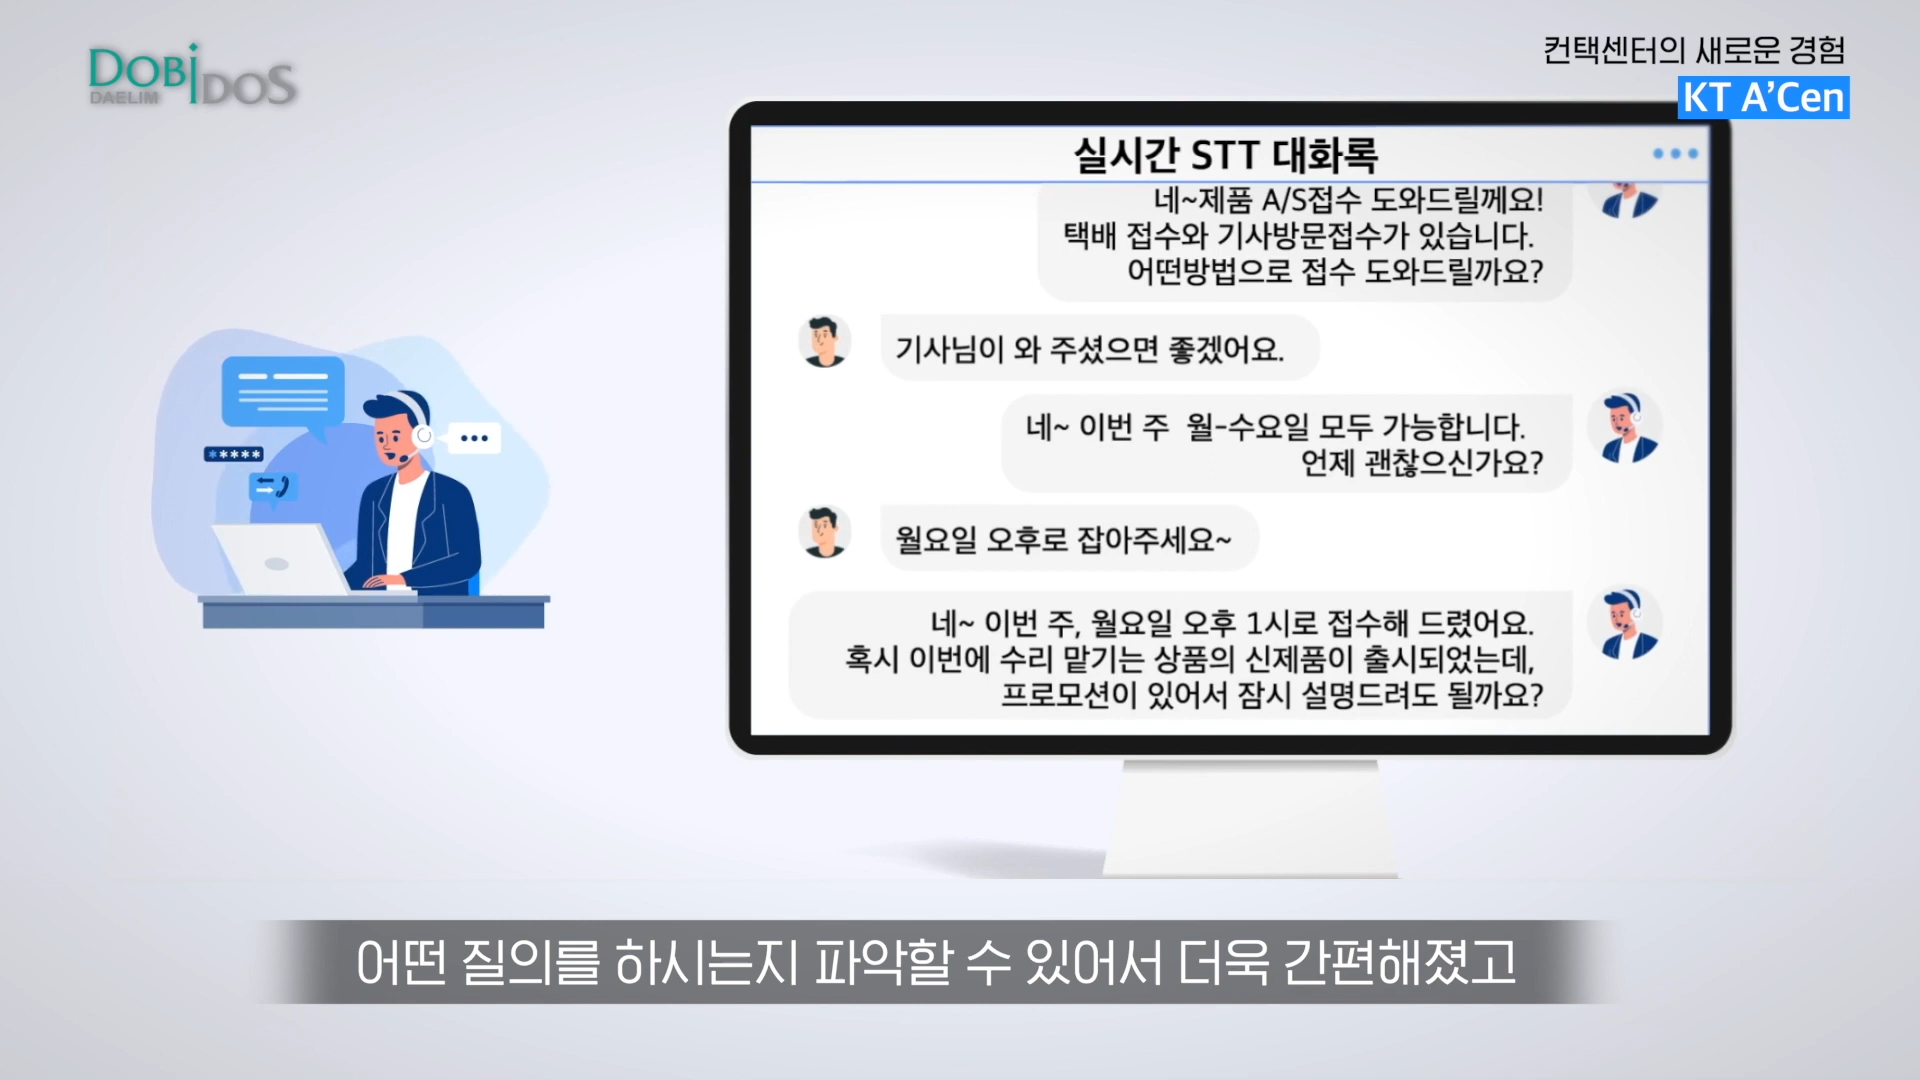 DOBIDOS
DAELIM
컨택센터의 새로운 경험
KT A'Cen
실시간 STT 대화록
네~제품 A/S접수 도와드릴께요!
택배 접수와 기사방문접수가 있습니다.
어떤방법으로 접수 도와드릴까요?
기사님이 와 주셨으면 좋겠어요.
네~ 이번 주 월-수요일 모두 가능합니다.
언제 괜찮으신가요?
월요일 오후로 잡아주세요~
네~ 이번 주, 월요일 오후 1시로 접수해 드렸어요.
혹시 이번에 수리 맡기는 상품의 신제품이 출시되었는데,
프로모션이 있어서 잠시 설명드려도 될까요?
*****
어떤 질의를 하시는지 파악할 수 있어서 더욱 간편해졌고